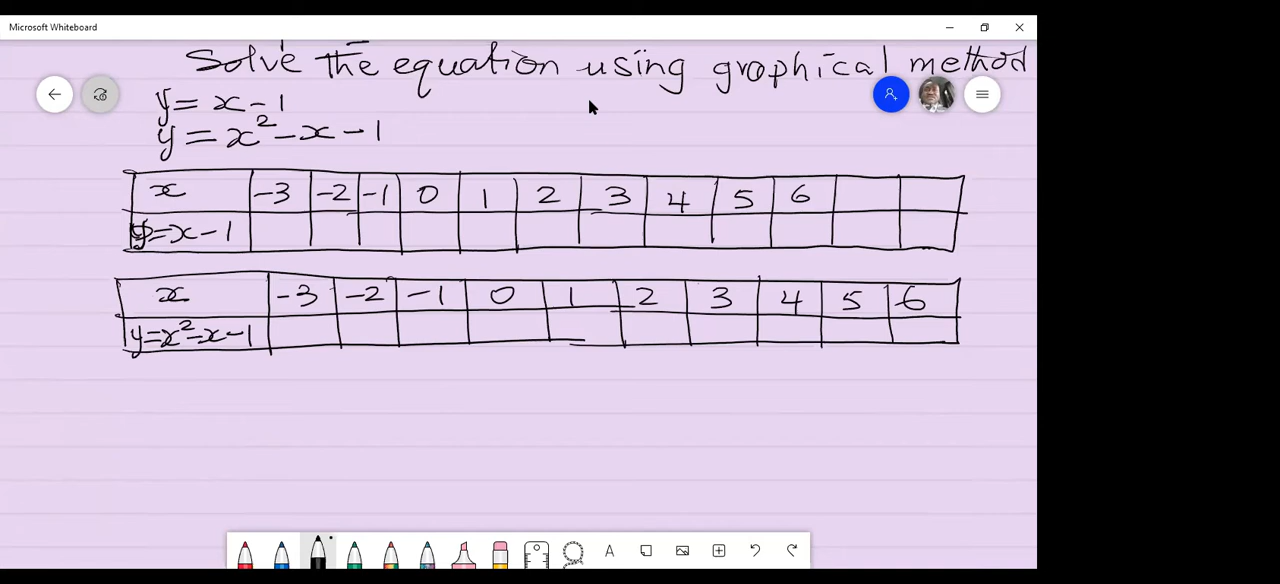 Microsoft Whiteboard
Solve the equation using graphical method
y = x - 1
y = x² - x - 1
x -3 -2 -1 0 1 2 3 4 5 6
y = x - 1
x -3 -2 -1 0 1 2 3 4 5 6
y = x² - x - 1
A